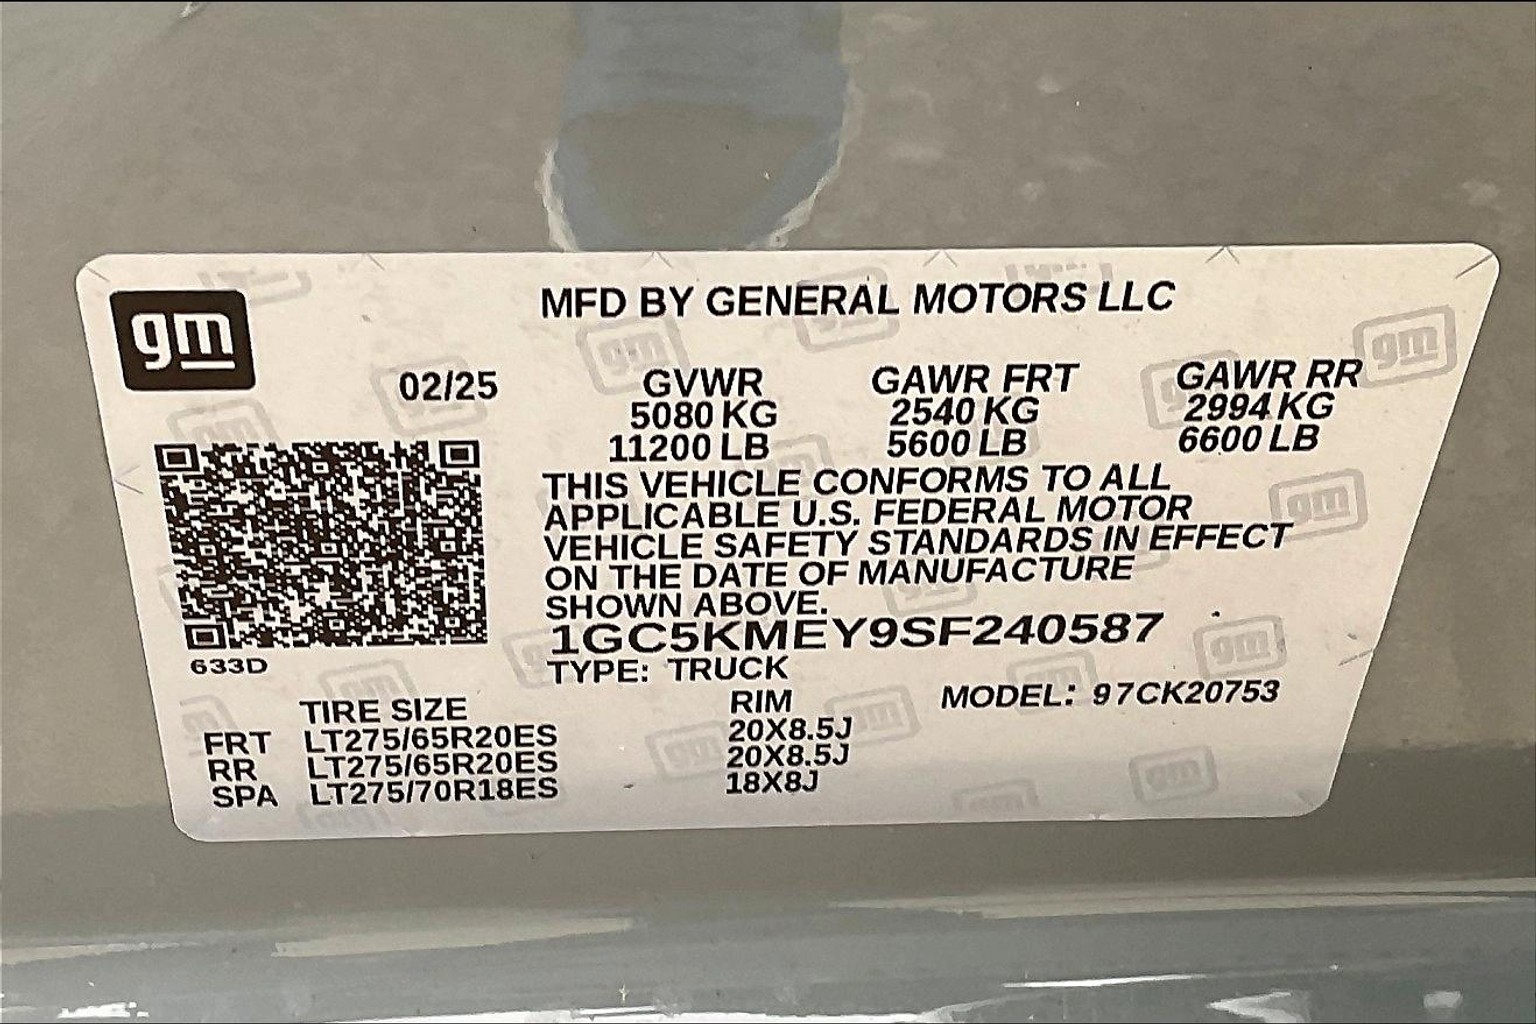 gm
MFD BY GENERAL MOTORS LLC
02/25
GVWR GAWR FRT GAWR RR
5080 KG 2540 KG 2994 KG
11200 LB 5600 LB 6600 LB
THIS VEHICLE CONFORMS TO ALL
APPLICABLE U.S. FEDERAL MOTOR
VEHICLE SAFETY STANDARDS IN EFFECT
ON THE DATE OF MANUFACTURE
SHOWN ABOVE.
1GC5KMEY9SF240587
633D
TYPE: TRUCK
MODEL: 97CK20753
TIRE SIZE RIM
FRT LT275/65R20ES 20X8.5J
RR LT275/65R20ES 20X8.5J
SPA LT275/70R18ES 18X8J